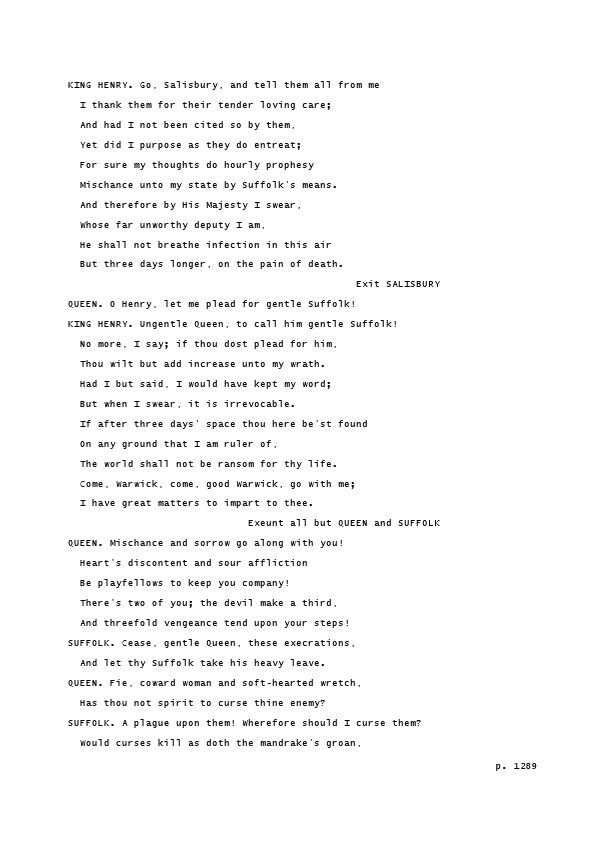 KING HENRY. Go, Salisbury, and tell them all from me
I thank them for their tender loving care;
And had I not been cited so by them,
Yet did I purpose as they do entreat;
For sure my thoughts do hourly prophesy
Mischance unto my state by Suffolk's means.
And therefore by His Majesty I swear,
Whose far unworthy deputy I am,
He shall not breathe infection in this air
But three days longer, on the pain of death.
Exit SALISBURY
QUEEN. O Henry, let me plead for gentle Suffolk!
KING HENRY. Ungentle Queen, to call him gentle Suffolk!
No more, I say; if thou dost plead for him,
Thou wilt but add increase unto my wrath.
Had I but said, I would have kept my word;
But when I swear, it is irrevocable.
If after three days' space thou here be'st found
On any ground that I am ruler of,
The world shall not be ransom for thy life.
Come, Warwick, come, good Warwick, go with me;
I have great matters to impart to thee.
Exeunt all but QUEEN and SUFFOLK
QUEEN. Mischance and sorrow go along with you!
Heart's discontent and sour affliction
Be playfellows to keep you company!
There's two of you; the devil make a third,
And threefold vengeance tend upon your steps!
SUFFOLK. Cease, gentle Queen, these execrations,
And let thy Suffolk take his heavy leave.
QUEEN. Fie, coward woman and soft-hearted wretch,
Has thou not spirit to curse thine enemy?
SUFFOLK. A plague upon them! Wherefore should I curse them?
Would curses kill as doth the mandrake's groan,
p. 1289